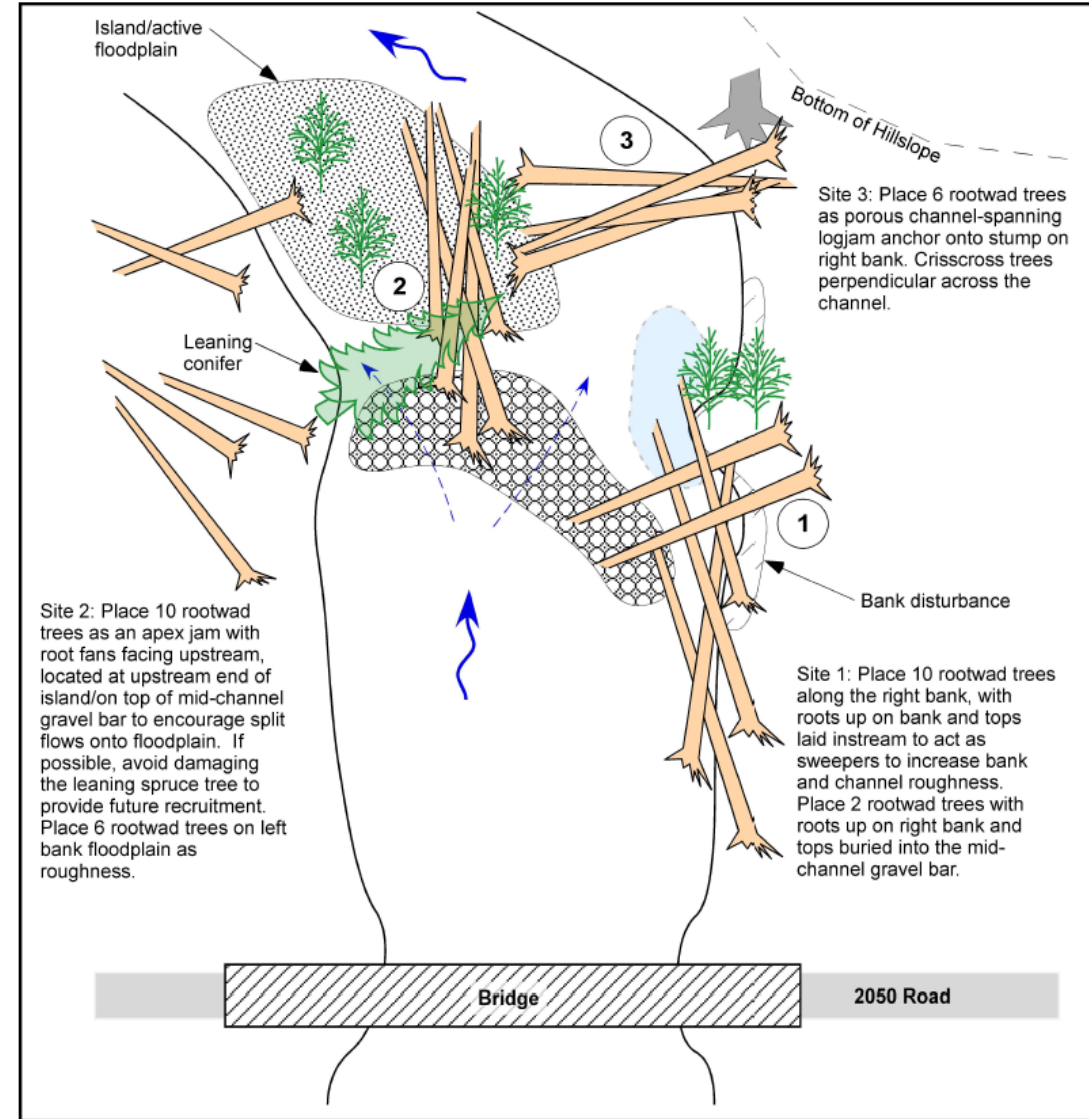 Island/active
floodplain
Bottom of Hillslope
3
Site 3: Place 6 rootwad trees
as porous channel-spanning
logjam anchor onto stump on
right bank. Crisscross trees
perpendicular across the
channel.
2
Leaning
conifer
1
Bank disturbance
Site 2: Place 10 rootwad
trees as an apex jam with
root fans facing upstream,
located at upstream end of
island/on top of mid-channel
gravel bar to encourage split
flows onto floodplain. If
possible, avoid damaging
the leaning spruce tree to
provide future recruitment.
Place 6 rootwad trees on left
bank floodplain as
roughness.
Site 1: Place 10 rootwad trees
along the right bank, with
roots up on bank and tops
laid instream to act as
sweepers to increase bank
and channel roughness.
Place 2 rootwad trees with
roots up on right bank and
tops buried into the mid-
channel gravel bar.
Bridge
2050 Road